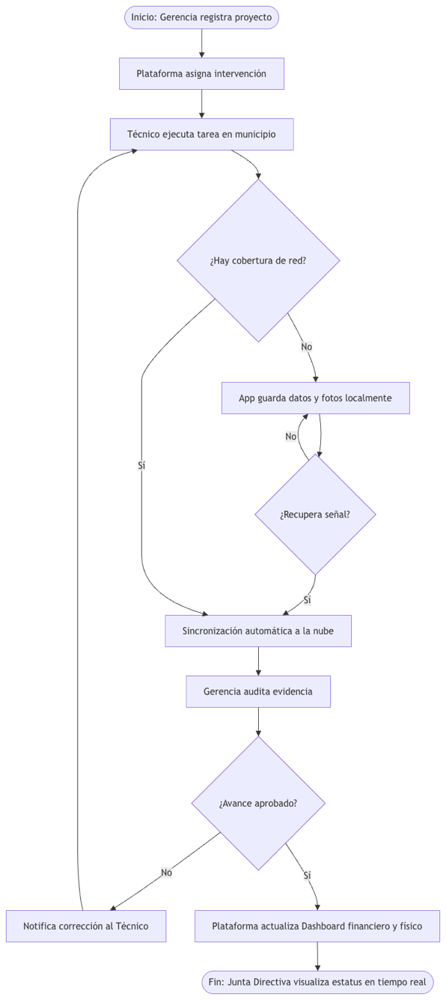 Inicio: Gerencia registra proyecto
Plataforma asigna intervención
Técnico ejecuta tarea en municipio
¿Hay cobertura de red?
No
App guarda datos y fotos localmente
No
Sí
¿Recupera señal?
Sí
Sincronización automática a la nube
Gerencia audita evidencia
¿Avance aprobado?
No
Sí
Notifica corrección al Técnico
Plataforma actualiza Dashboard financiero y físico
Fin: Junta Directiva visualiza estatus en tiempo real